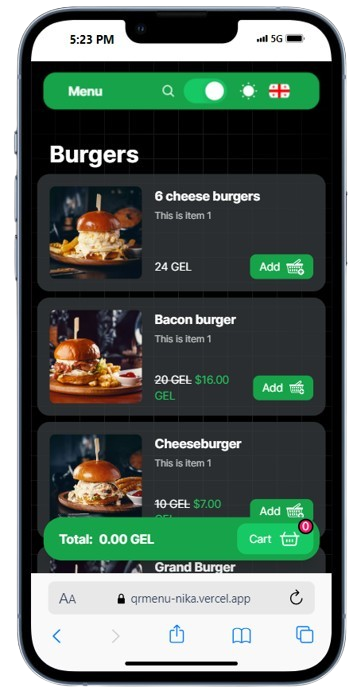 5:23 PM
5G
Menu
Burgers
6 cheese burgers
This is item 1
24 GEL
Add
Bacon burger
This is item 1
20 GEL $16.00
GEL
Add
Cheeseburger
This is item 1
10 GEL $7.00
GEL
Add
0
Total: 0.00 GEL
Cart
Grand Burger
AA
qrmenu-nika.vercel.app